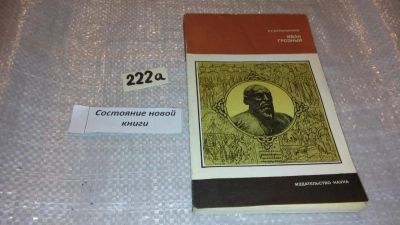 222а
Состояние новой
книги
ИВАН
ГРОЗНЫЙ
ИЗДАТЕЛЬСТВО НАУКА